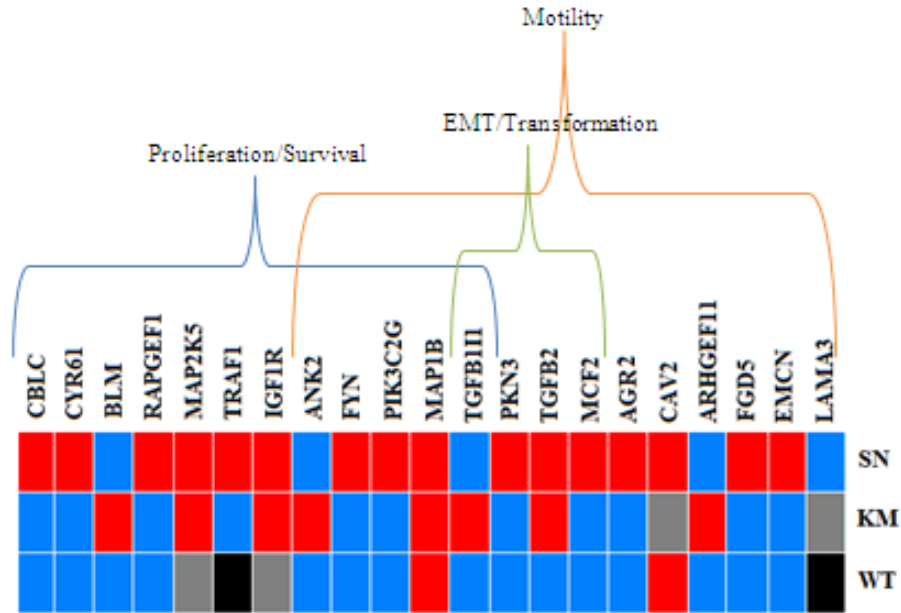 Motility
EMT/Transformation
Proliferation/Survival
CBLC
CYR61
BLM
RAPGEF1
MAP2K5
TRAF1
IGF1R
ANK2
FYN
PIK3C2G
MAP1B
TGFB1I1
PKN3
TGFB2
MCF2
AGR2
CAV2
ARHGEF11
FGD5
EMCN
LAMA3
SN
KM
WT